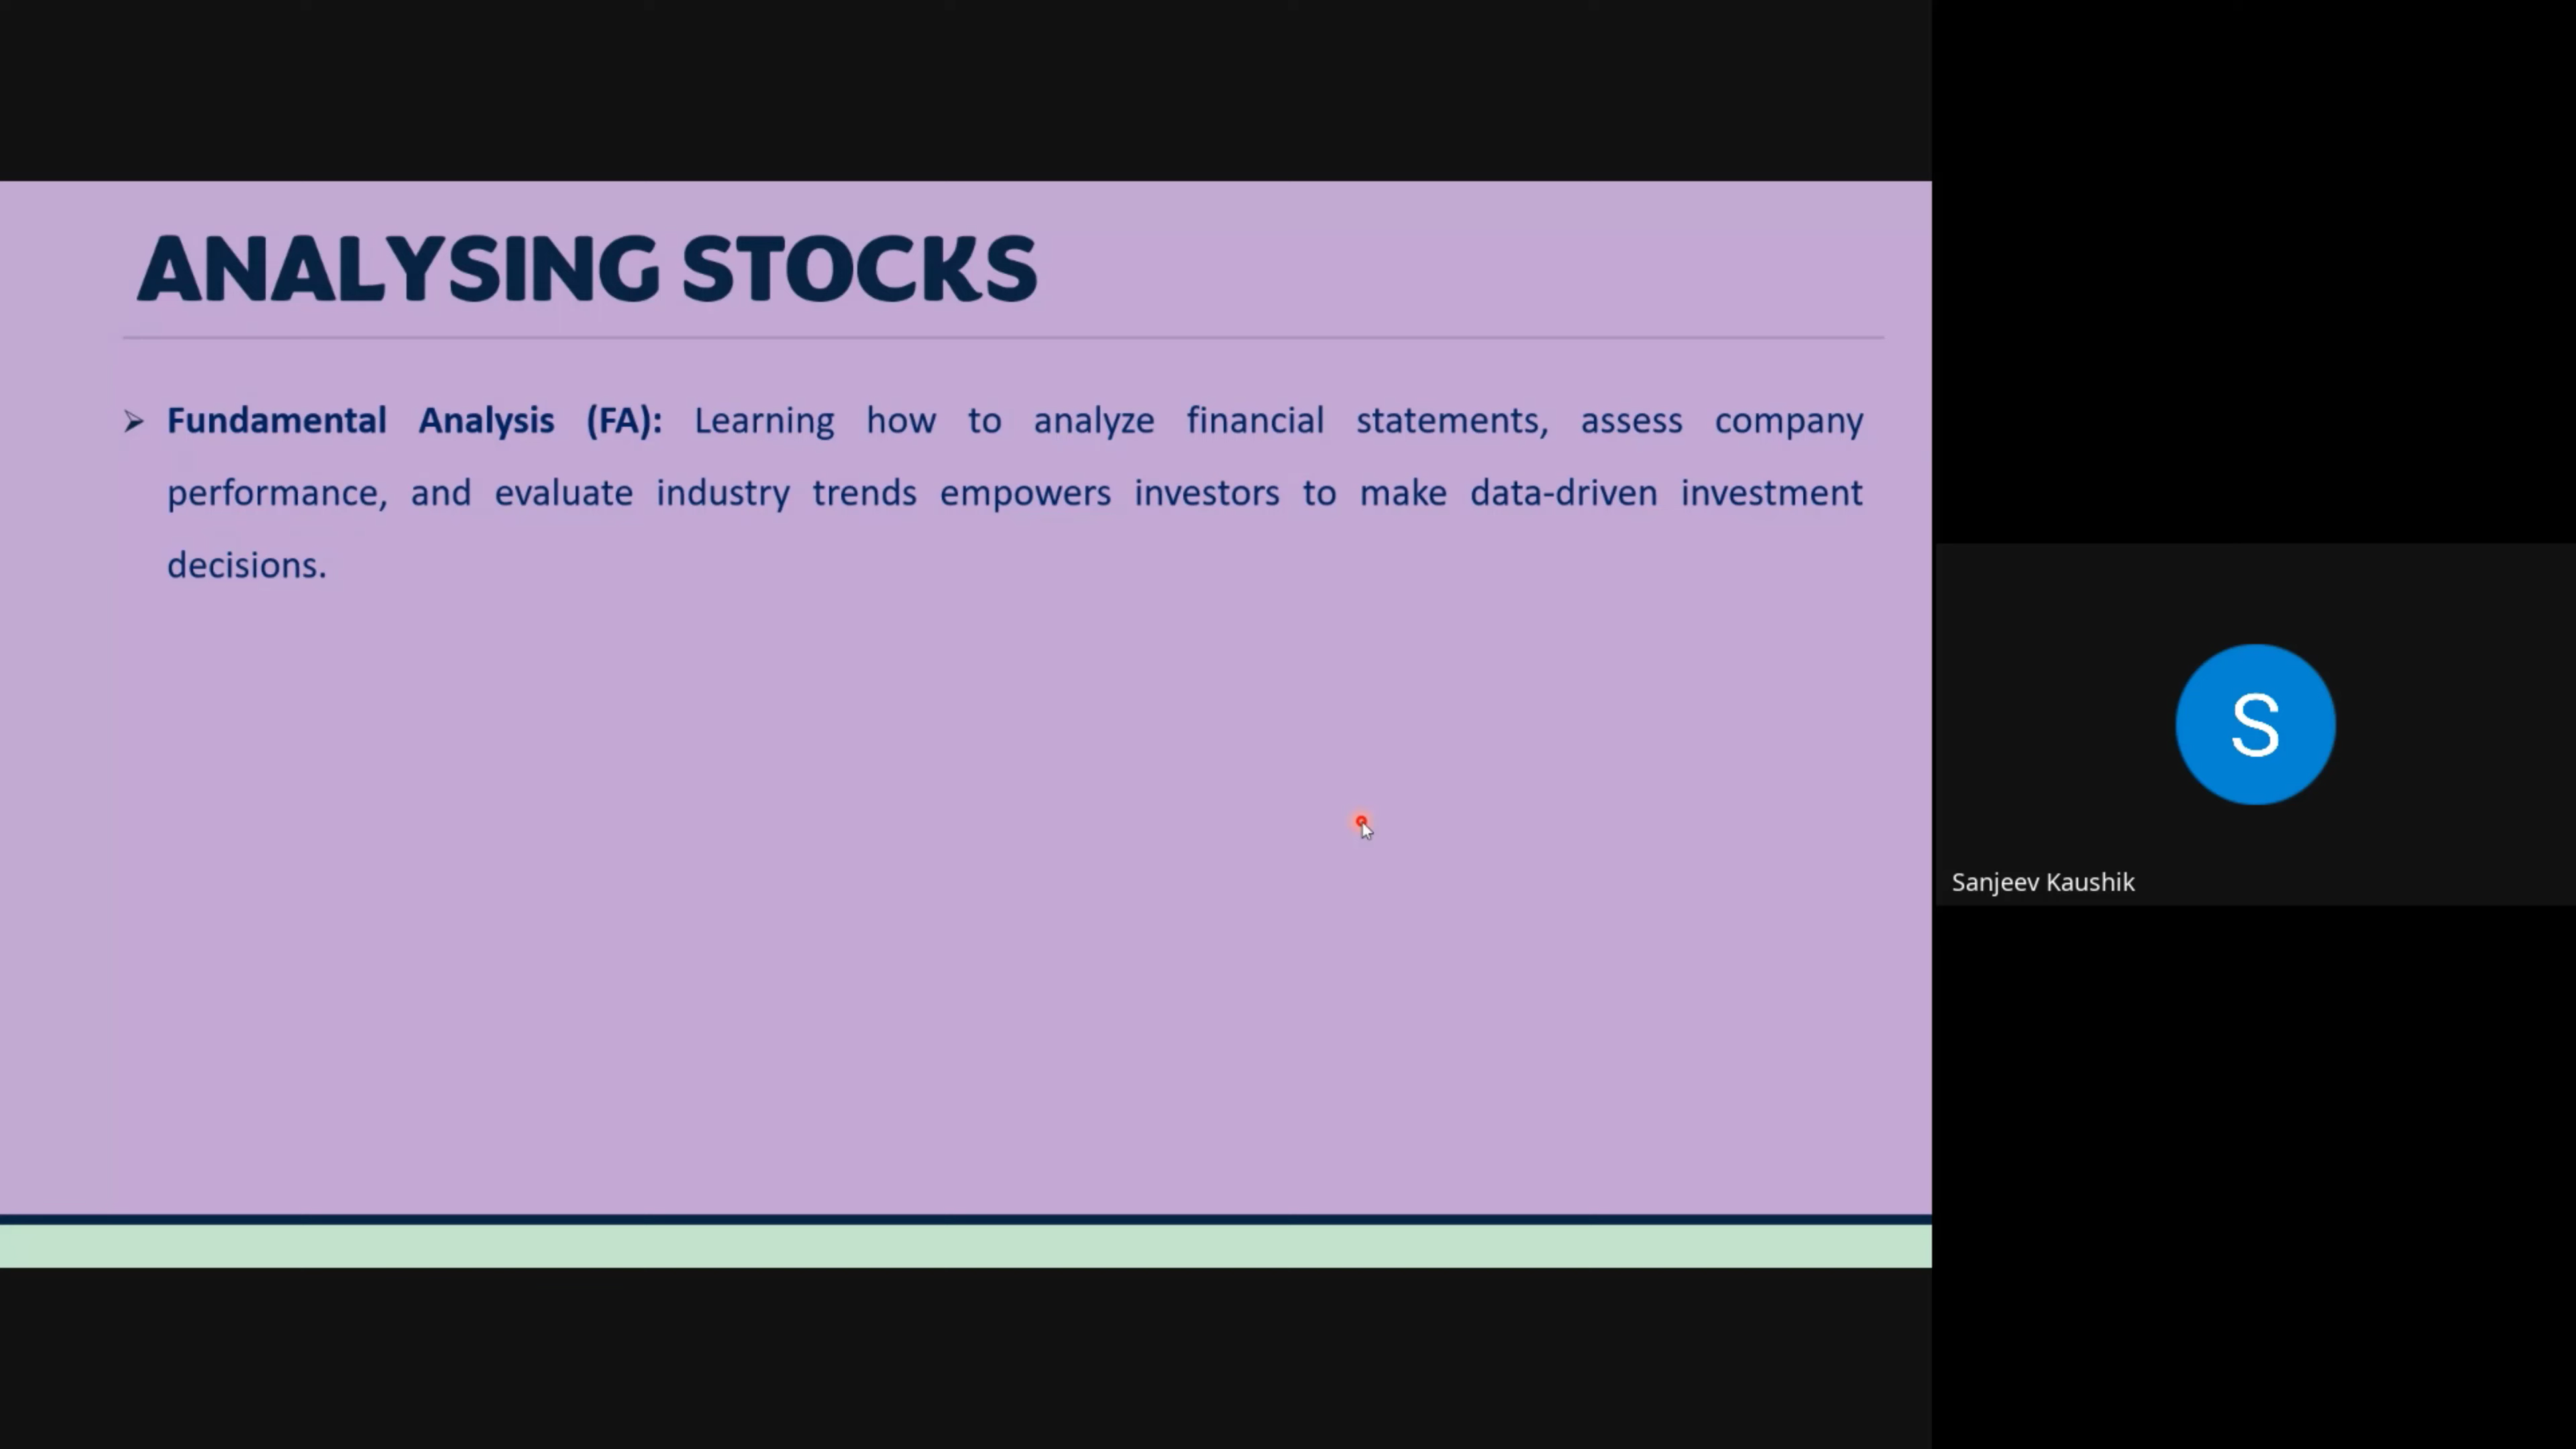 ANALYSING STOCKS
➢ Fundamental Analysis (FA): Learning how to analyze financial statements, assess company
performance, and evaluate industry trends empowers investors to make data-driven investment
decisions.
S
Sanjeev Kaushik